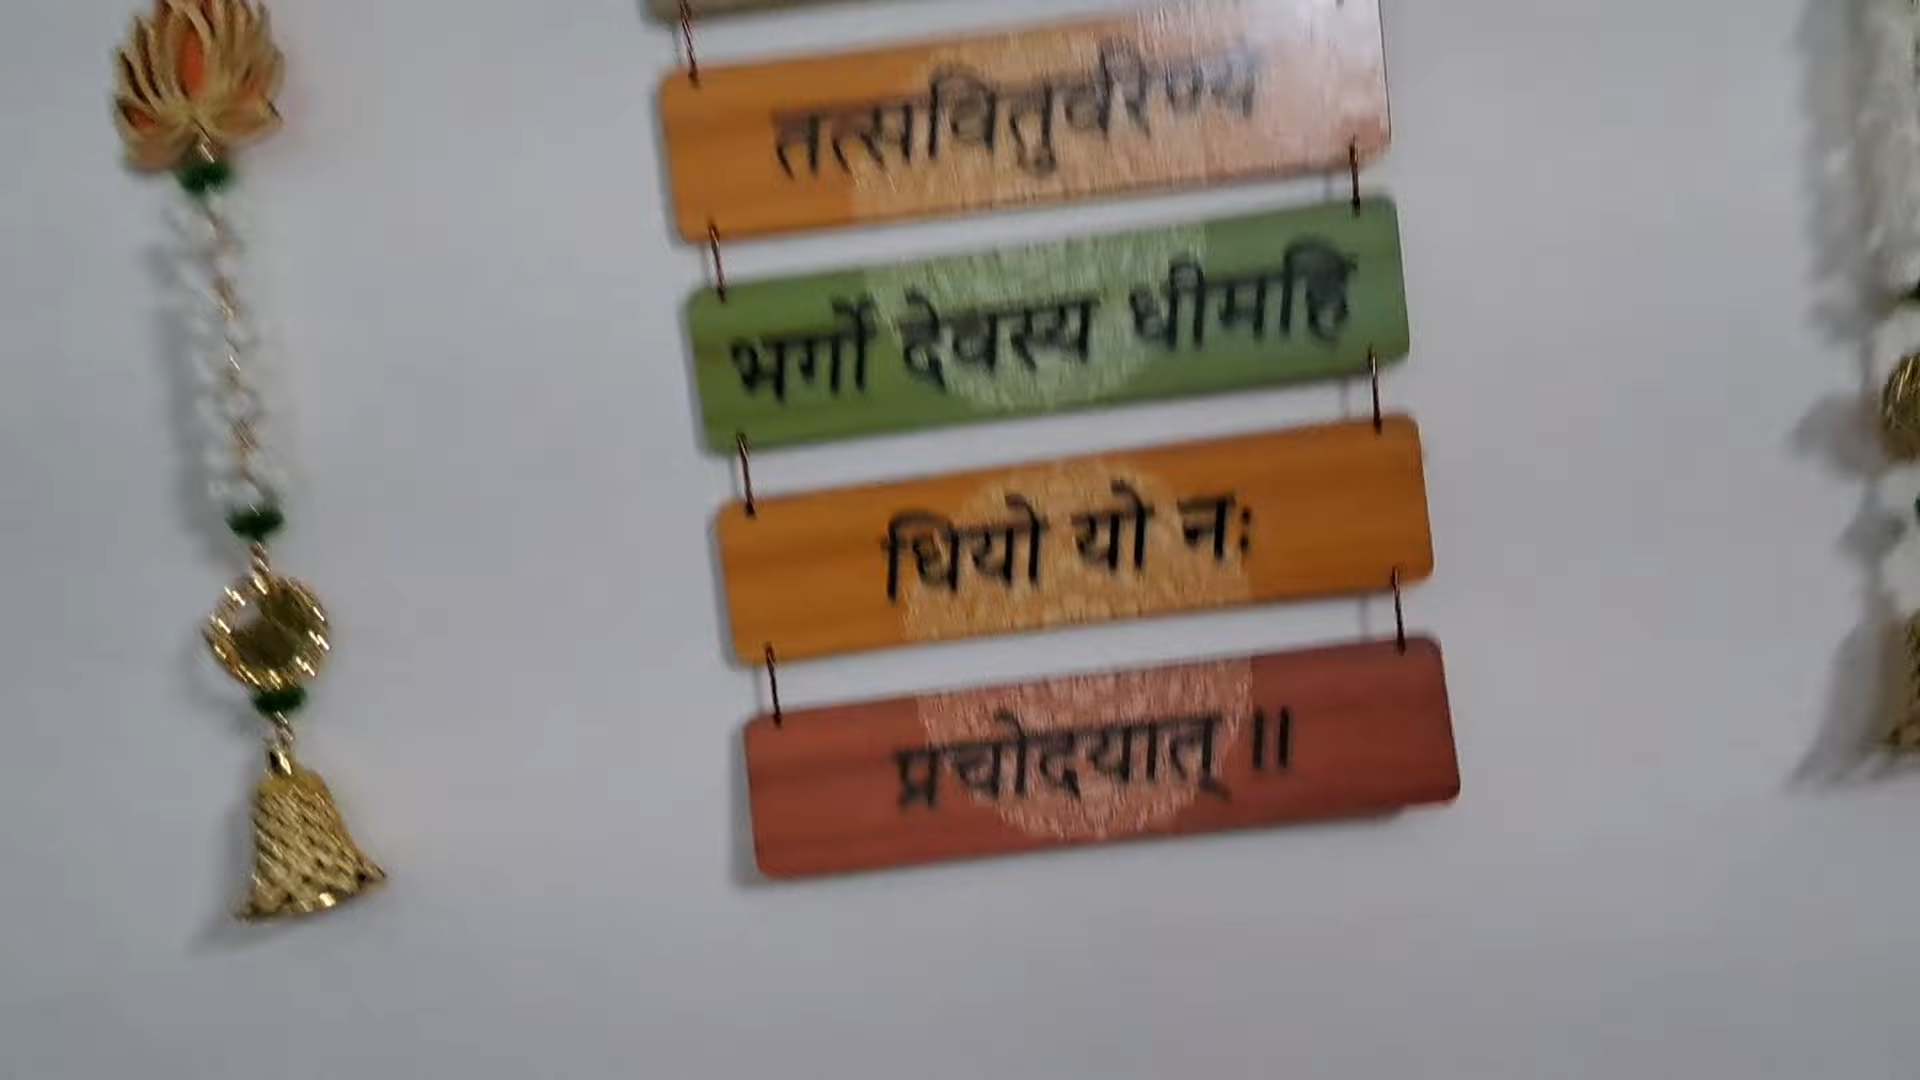 तत्सवितुर्वरेण्यं
भर्गो देवस्य धीमहि
धियो यो नः
प्रचोदयात् ॥